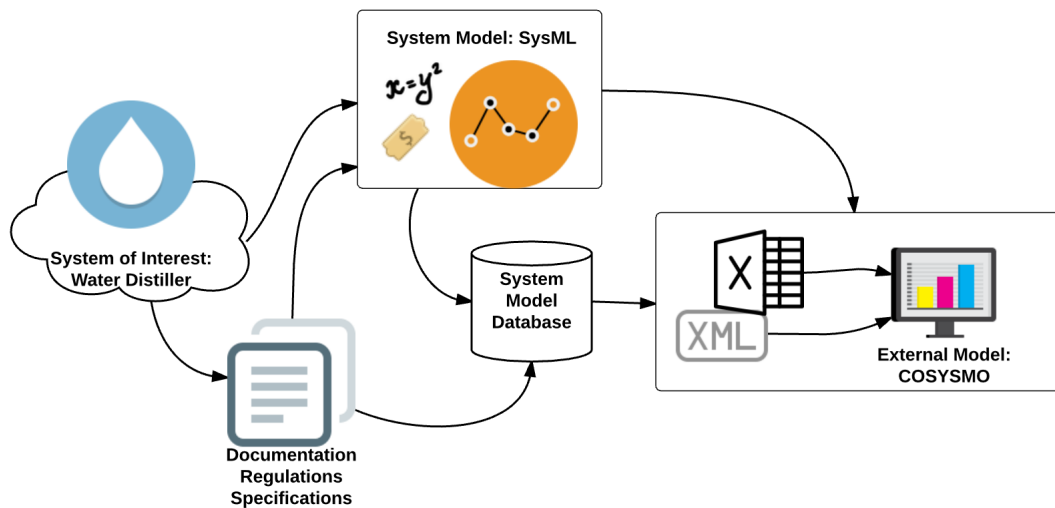 System Model: SysML
x=y²
$
System of Interest:
Water Distiller
System
Model
Database
X
XML
External Model:
COSYSMO
Documentation
Regulations
Specifications